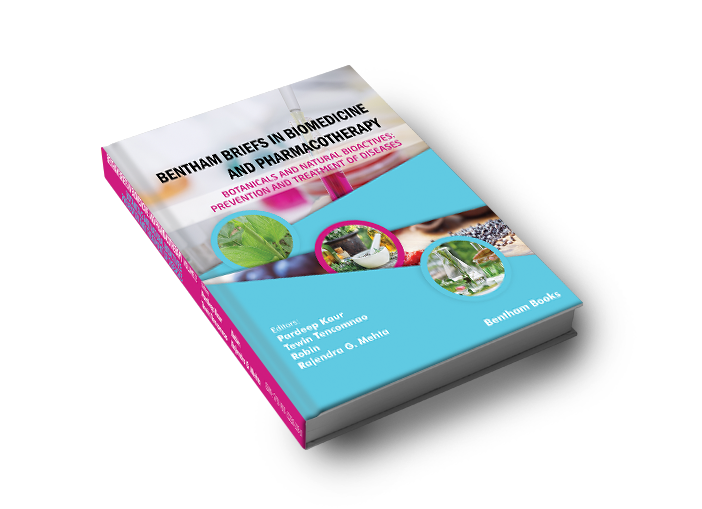 BENTHAM BRIEFS IN BIOMEDICINE
AND PHARMACOTHERAPY
BOTANICALS AND NATURAL BIOACTIVES:
PREVENTION AND TREATMENT OF DISEASES
Editors:
Pardeep Kaur
Tewin Tencomnao
Robin
Rajendra G. Mehta
Bentham Books